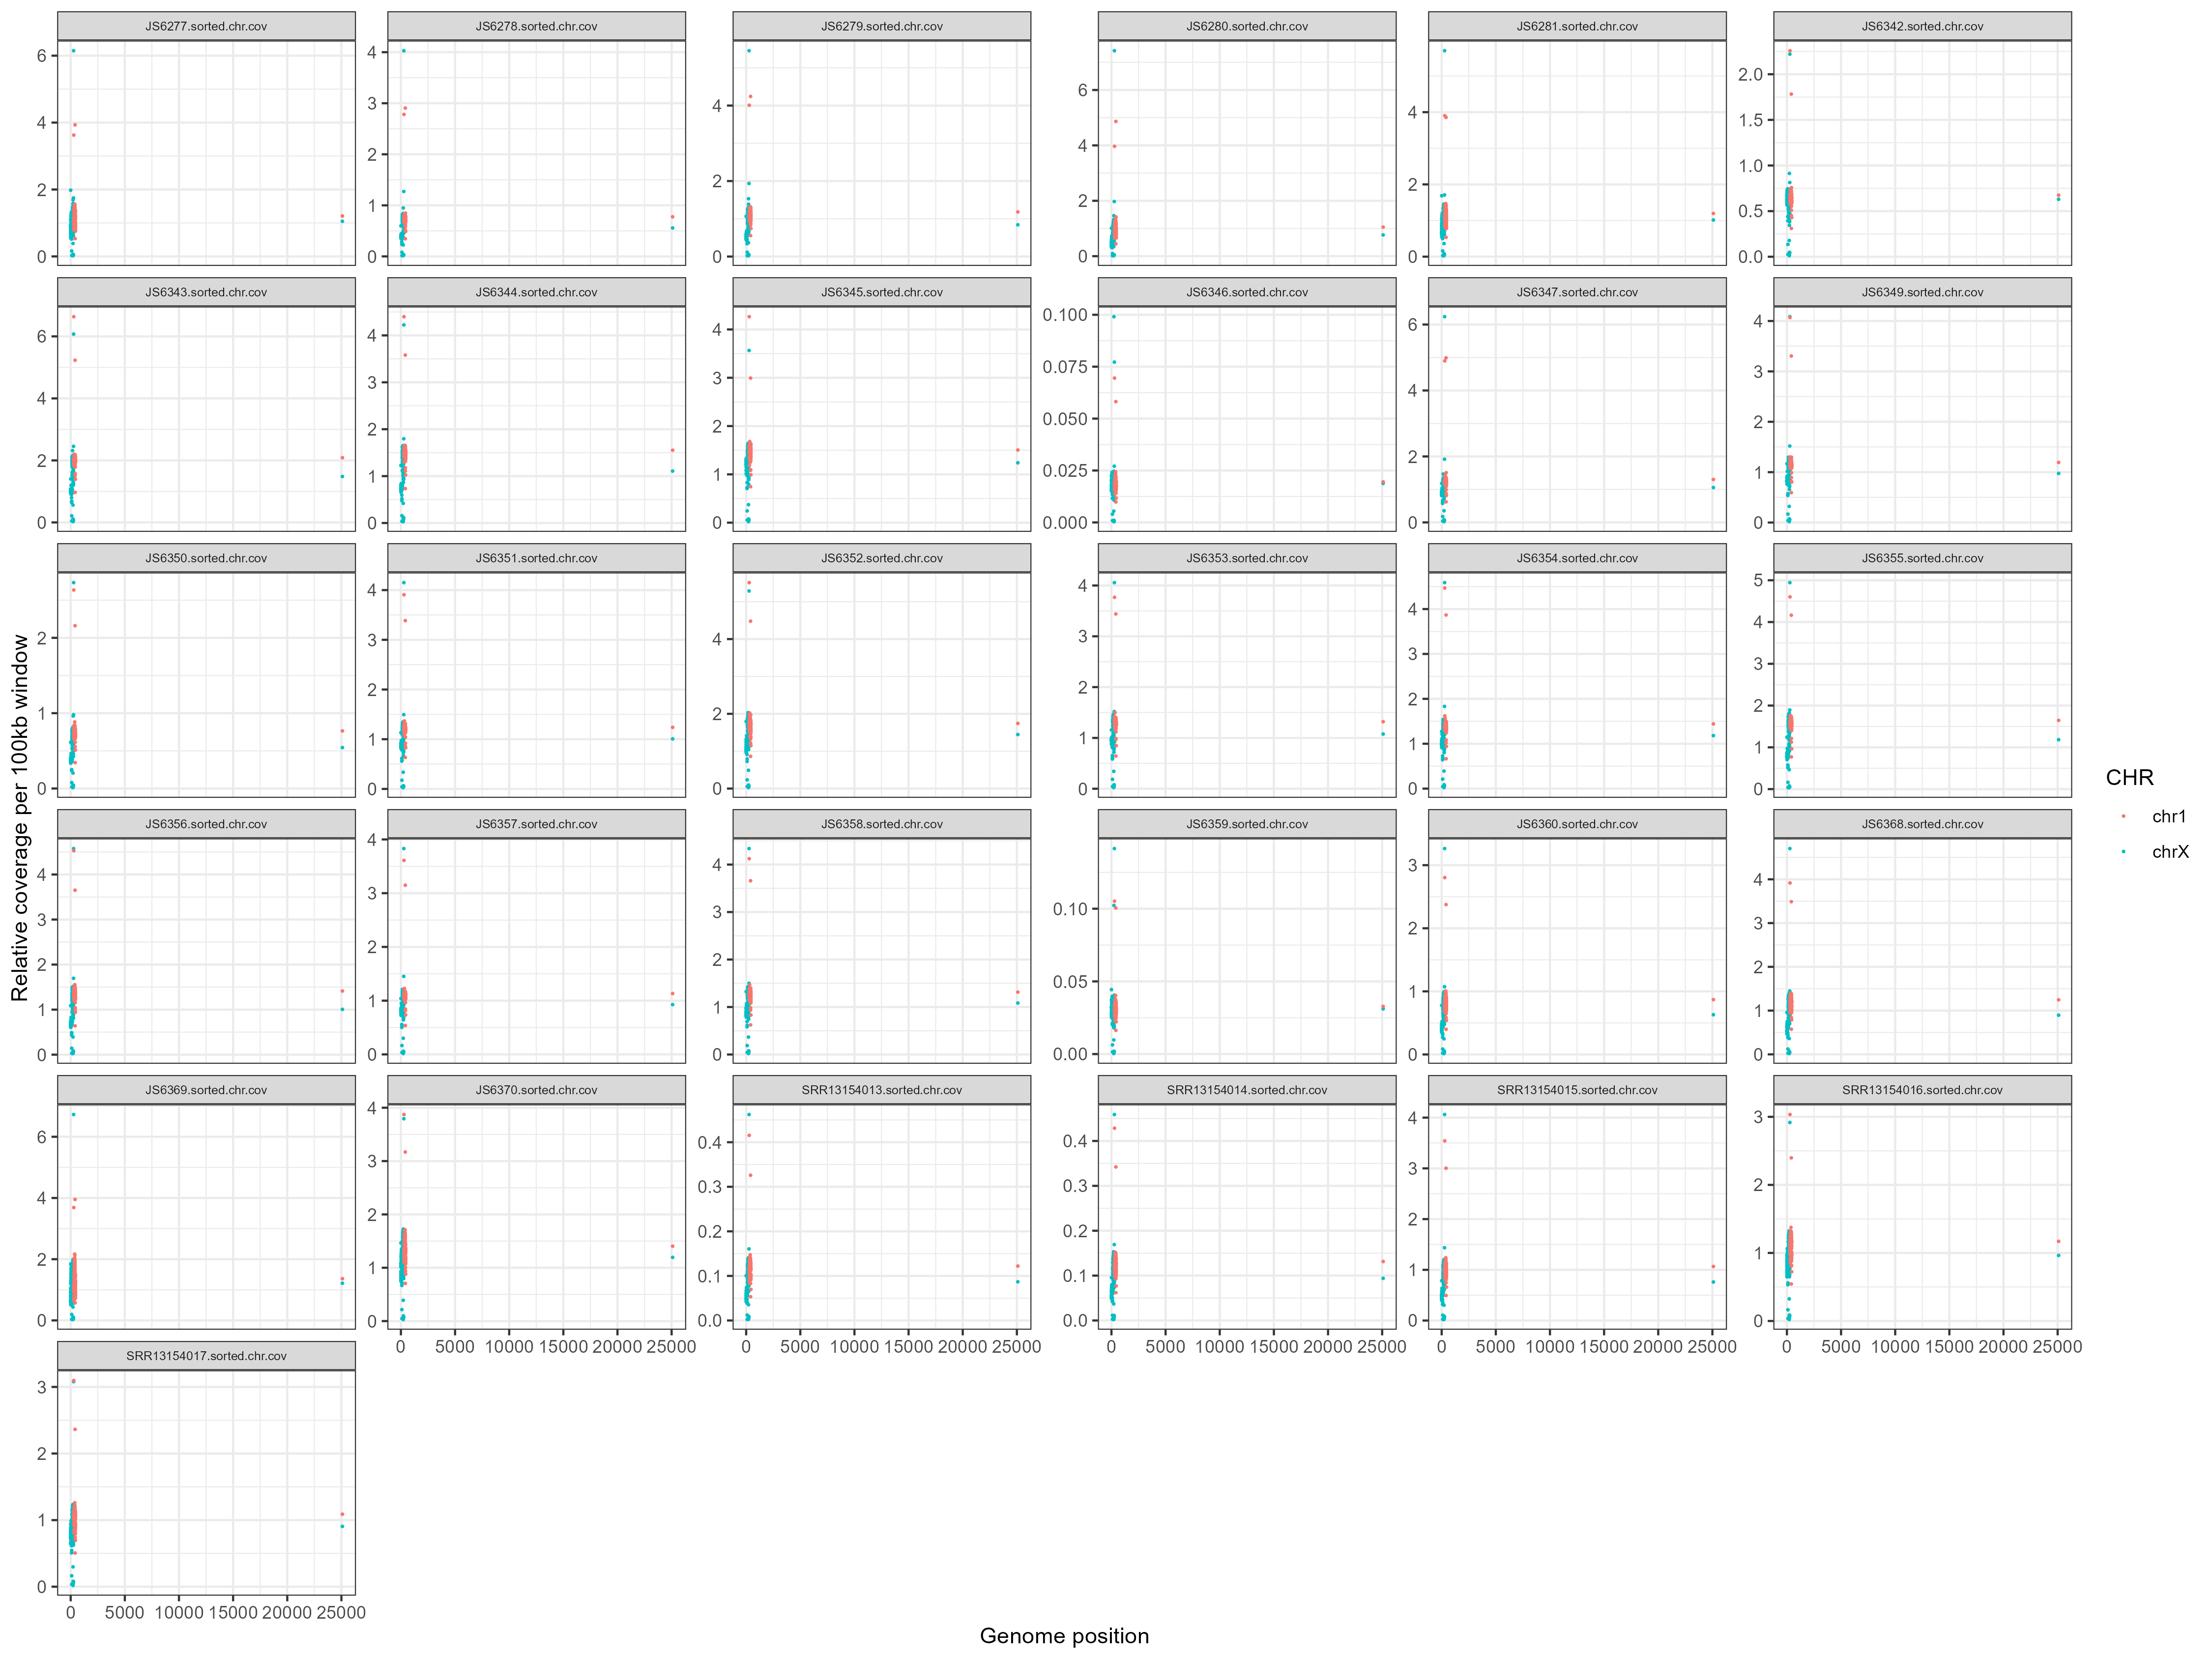 JS6277.sorted.chr.cov JS6278.sorted.chr.cov JS6279.sorted.chr.cov JS6280.sorted.chr.cov JS6281.sorted.chr.cov JS6342.sorted.chr.cov
6 4 2 0
4 3 2 1 0
4 2 0
6 4 2 0
4 2 0
2.0 1.5 1.0 0.5 0.0
JS6343.sorted.chr.cov JS6344.sorted.chr.cov JS6345.sorted.chr.cov JS6346.sorted.chr.cov JS6347.sorted.chr.cov JS6349.sorted.chr.cov
6 4 2 0
4 3 2 1 0
4 3 2 1 0
0.100 0.075 0.050 0.025 0.000
6 4 2 0
4 3 2 1 0
Relative coverage per 100kb window
JS6350.sorted.chr.cov JS6351.sorted.chr.cov JS6352.sorted.chr.cov JS6353.sorted.chr.cov JS6354.sorted.chr.cov JS6355.sorted.chr.cov
2 1 0
4 3 2 1 0
4 2 0
4 3 2 1 0
4 3 2 1 0
5 4 3 2 1 0
CHR
chr1
chrX
JS6356.sorted.chr.cov JS6357.sorted.chr.cov JS6358.sorted.chr.cov JS6359.sorted.chr.cov JS6360.sorted.chr.cov JS6368.sorted.chr.cov
4 3 2 1 0
4 3 2 1 0
4 3 2 1 0
0.10 0.05 0.00
3 2 1 0
4 3 2 1 0
JS6369.sorted.chr.cov JS6370.sorted.chr.cov SRR13154013.sorted.chr.cov SRR13154014.sorted.chr.cov SRR13154015.sorted.chr.cov SRR13154016.sorted.chr.cov
6 4 2 0
4 3 2 1 0
0.4 0.3 0.2 0.1 0.0
0.4 0.3 0.2 0.1 0.0
4 3 2 1 0
3 2 1 0
0 5000 10000 15000 20000 25000
0 5000 10000 15000 20000 25000
0 5000 10000 15000 20000 25000
0 5000 10000 15000 20000 25000
0 5000 10000 15000 20000 25000
SRR13154017.sorted.chr.cov
3 2 1 0
0 5000 10000 15000 20000 25000
Genome position